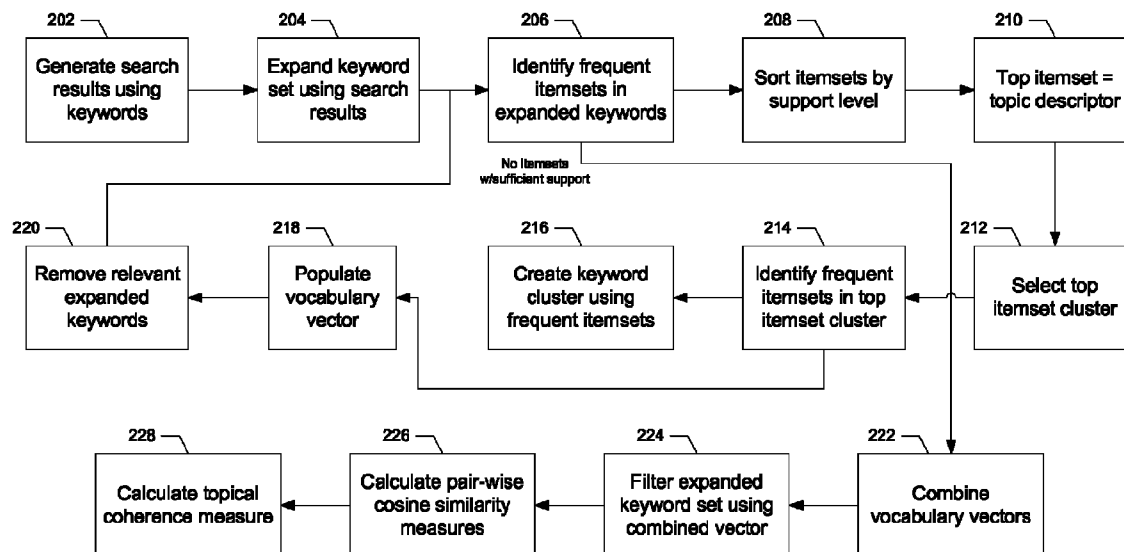 202
Generate search
results using
keywords
204
Expand keyword
set using search
results
206
Identify frequent
itemsets in
expanded keywords
208
Sort itemsets by
support level
210
Top itemset =
topic descriptor
No itemsets
w/sufficient support
220
Remove relevant
expanded
keywords
218
Populate
vocabulary
vector
216
Create keyword
cluster using
frequent itemsets
214
Identify frequent
itemsets in top
itemset cluster
212
Select top
itemset cluster
228
Calculate topical
coherence measure
226
Calculate pair-wise
cosine similarity
measures
224
Filter expanded
keyword set using
combined vector
222
Combine
vocabulary vectors